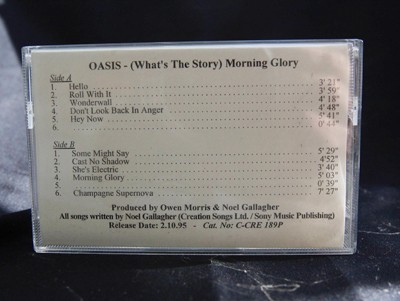 OASIS - (What's The Story) Morning Glory
Side A
1. Hello 3' 21"
2. Roll With It 3' 59"
3. Wonderwall 4' 18"
4. Don't Look Back In Anger 4' 48"
5. Hey Now 5' 41"
6. 0' 44"
Side B
1. Some Might Say 5' 29"
2. Cast No Shadow 4'52"
3. She's Electric 3' 40"
4. Morning Glory 5' 03"
5. 0' 39"
6. Champagne Supernova 7' 27"
Produced by Owen Morris & Noel Gallagher
All songs written by Noel Gallagher (Creation Songs Ltd. / Sony Music Publishing)
Release Date: 2.10.95 - Cat. No: C-CRE 189P